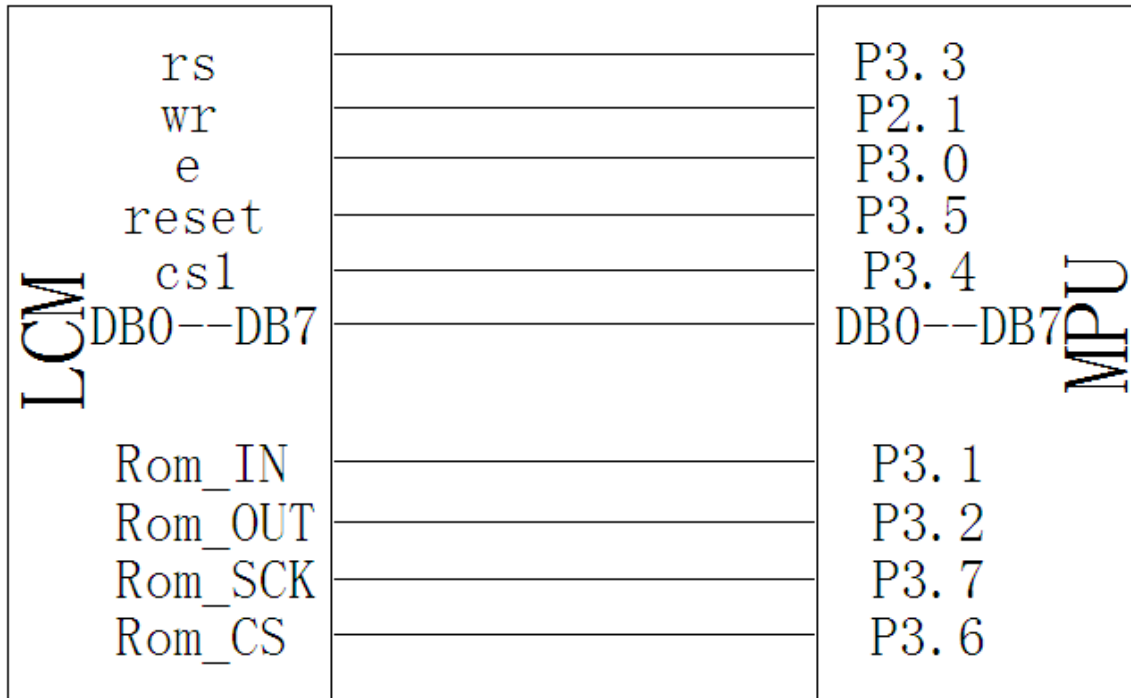 rs P3.3
wr P2.1
e P3.0
reset P3.5
cs1 P3.4
DB0--DB7 DB0--DB7
LCM
MPU
Rom_IN P3.1
Rom_OUT P3.2
Rom_SCK P3.7
Rom_CS P3.6